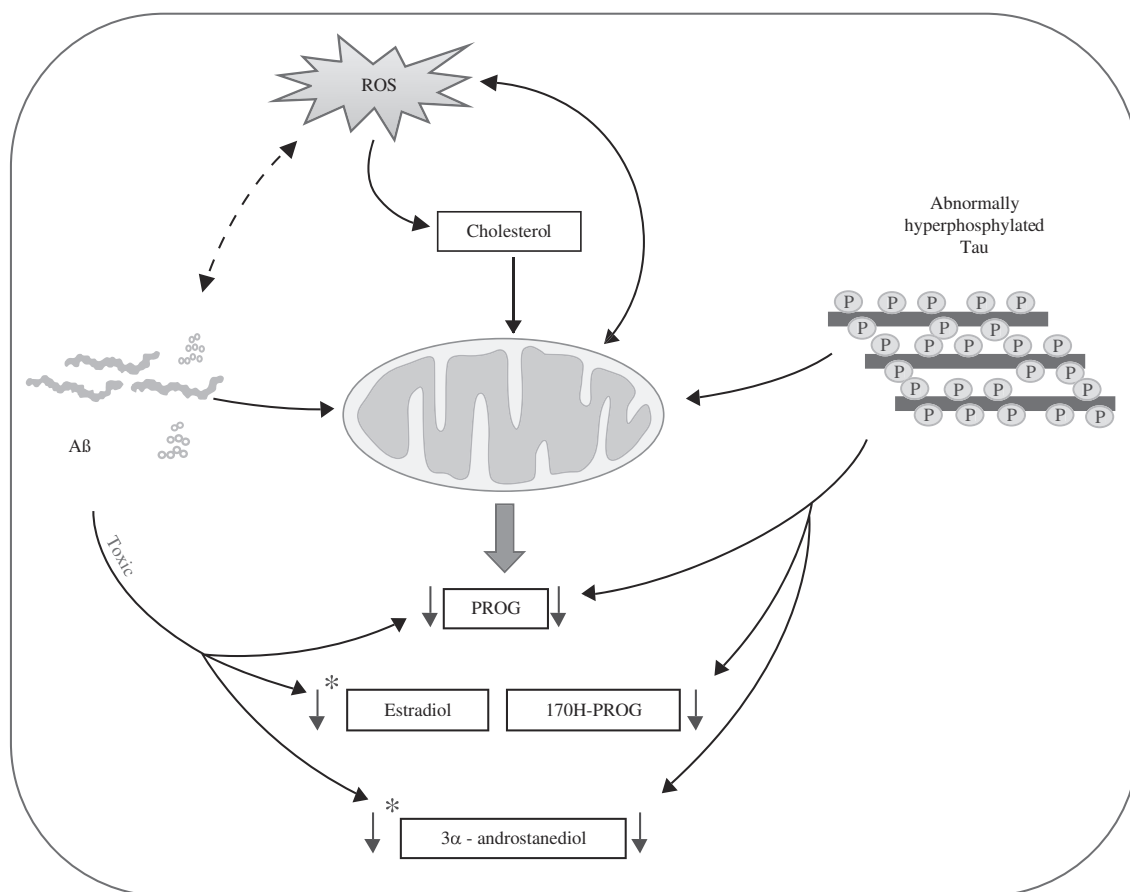 ROS
Cholesterol
Abnormally
hyperphosphylated
Tau
P P P P P
P P P
P P P P P
P P P
P P P P
P P P P P
Aß
Toxic
PROG
*
Estradiol
170H-PROG
*
3α - androstanediol